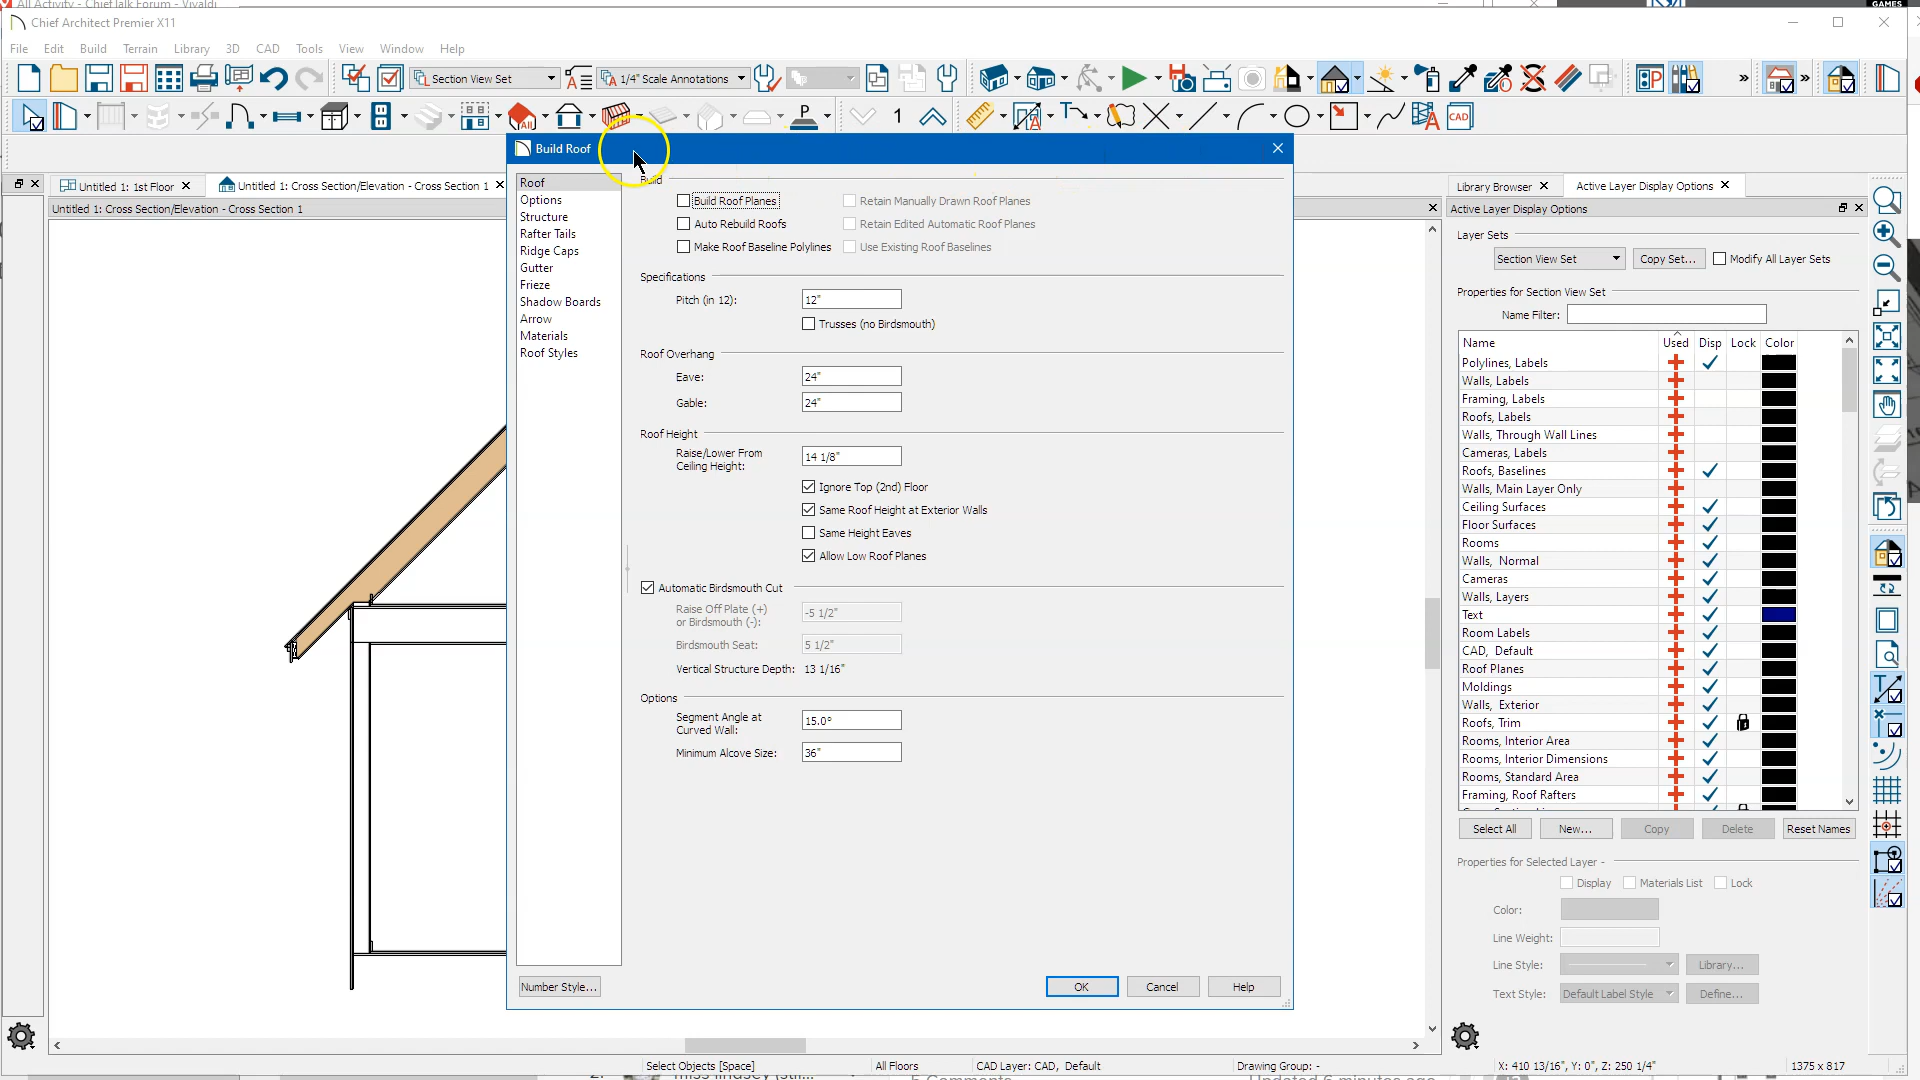 All Activity - ChiefTalk Forum - Vivaldi
GAMES
Chief Architect Premier X11
File Edit Build Terrain Library 3D CAD Tools View Window Help
Section View Set
1/4" Scale Annotations
All
P
1
CAD
Build Roof
Untitled 1: 1st Floor
Untitled 1: Cross Section/Elevation - Cross Section 1
Untitled 1: Cross Section/Elevation - Cross Section 1
Roof
Options
Structure
Rafter Tails
Ridge Caps
Gutter
Frieze
Shadow Boards
Arrow
Materials
Roof Styles
Build
Build Roof Planes
Retain Manually Drawn Roof Planes
Auto Rebuild Roofs
Retain Edited Automatic Roof Planes
Make Roof Baseline Polylines
Use Existing Roof Baselines
Specifications
Pitch (in 12): 12"
Trusses (no Birdsmouth)
Roof Overhang
Eave: 24"
Gable: 24"
Roof Height
Raise/Lower From
Ceiling Height: 14 1/8"
Ignore Top (2nd) Floor
Same Roof Height at Exterior Walls
Same Height Eaves
Allow Low Roof Planes
Automatic Birdsmouth Cut
Raise Off Plate (+)
or Birdsmouth (-): -5 1/2"
Birdsmouth Seat: 5 1/2"
Vertical Structure Depth: 13 1/16"
Options
Segment Angle at
Curved Wall: 15.0°
Minimum Alcove Size: 36"
Number Style...
OK
Cancel
Help
Library Browser
Active Layer Display Options
Active Layer Display Options
Layer Sets
Section View Set
Copy Set...
Modify All Layer Sets
Properties for Section View Set
Name Filter:
Name Used Disp Lock Color
Polylines, Labels
Walls, Labels
Framing, Labels
Roofs, Labels
Walls, Through Wall Lines
Cameras, Labels
Roofs, Baselines
Walls, Main Layer Only
Ceiling Surfaces
Floor Surfaces
Rooms
Walls, Normal
Cameras
Walls, Layers
Text
Room Labels
CAD, Default
Roof Planes
Moldings
Walls, Exterior
Roofs, Trim
Rooms, Interior Area
Rooms, Interior Dimensions
Rooms, Standard Area
Framing, Roof Rafters
Select All
New...
Copy
Delete
Reset Names
Properties for Selected Layer -
Display
Materials List
Lock
Color:
Line Weight:
Line Style:
Library...
Text Style:
Default Label Style
Define...
Select Objects [Space]
All Floors
CAD Layer: CAD, Default
Drawing Group: -
X: 410 13/16", Y: 0", Z: 250 1/4"
1375 x 817